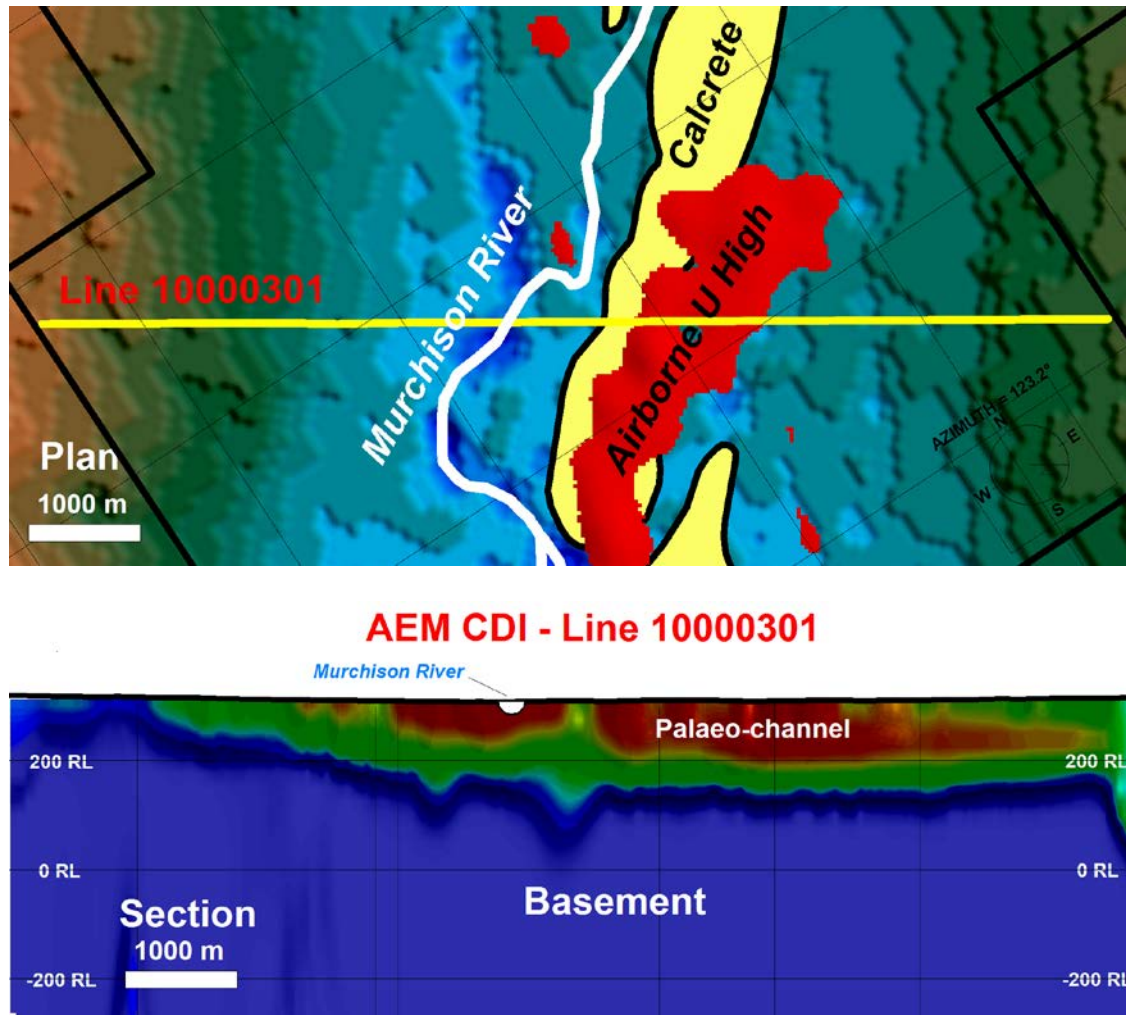 Calcrete
Murchison River
Airborne U High
Line 10000301
AZIMUTH = 123.2°
N
E
W
S
Plan
1000 m
AEM CDI - Line 10000301
Murchison River
Palaeo-channel
200 RL
200 RL
0 RL
0 RL
Basement
Section
1000 m
-200 RL
-200 RL